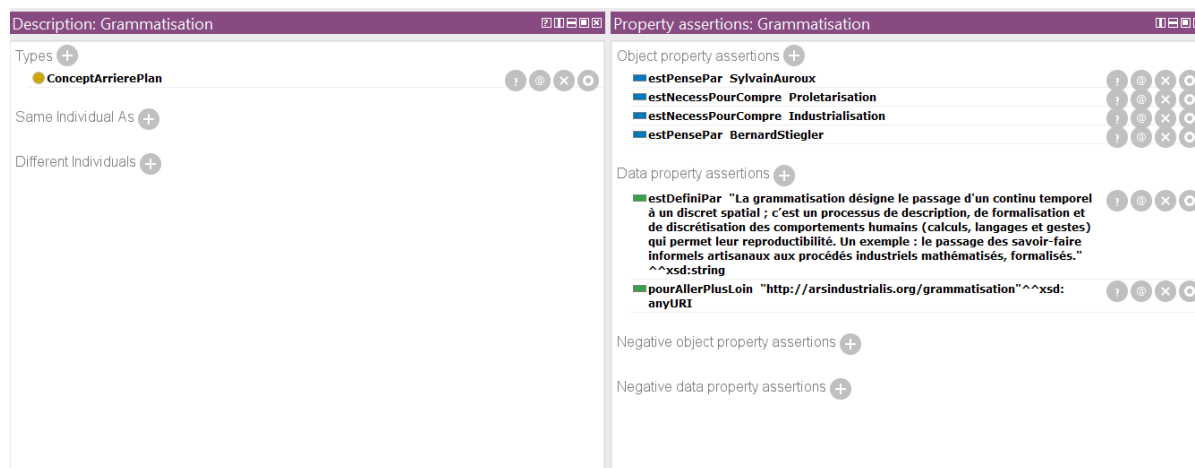 Description: Grammatisation
Types
ConceptArrierePlan
Same Individual As
Different Individuals
Property assertions: Grammatisation
Object property assertions
estPensePar SylvainAuroux
estNecessPourCompre Proletarisation
estNecessPourCompre Industrialisation
estPensePar BernardStiegler
Data property assertions
estDefiniPar "La grammatisation désigne le passage d'un continu temporel
à un discret spatial ; c'est un processus de description, de formalisation et
de discrétisation des comportements humains (calculs, langages et gestes)
qui permet leur reproductibilité. Un exemple : le passage des savoir-faire
informels artisanaux aux procédés industriels mathématisés, formalisés."
^^xsd:string
pourAllerPlusLoin "http://arsindustrialis.org/grammatisation"^^xsd:
anyURI
Negative object property assertions
Negative data property assertions